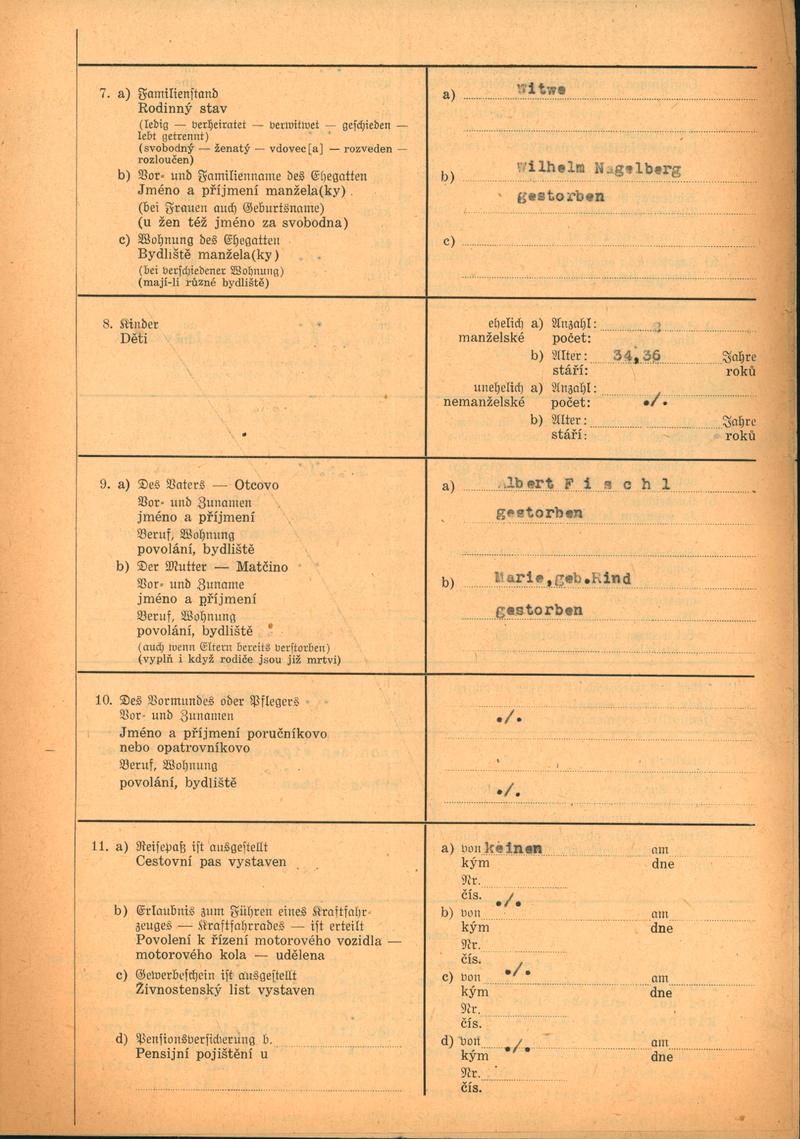 7. a) Familienstand
Rodinný stav
(ledig — verheiratet — verwitwet — geschieden —
lebt getrennt)
(svobodný — ženatý — vdovec[a] — rozveden —
rozloučen)
a) Witwe
b) Vor- und Familienname des Ehegatten
Jméno a příjmení manžela(ky)
(bei Frauen auch Geburtsname)
(u žen též jméno za svobodna)
b) Wilhelm Nagelberg
gestorben
c) Wohnung des Ehegatten
Bydliště manžela(ky)
(bei verschiedener Wohnung)
(mají-li různé bydliště)
c)
8. Kinder
Děti
ehelich a) Anzahl:
manželské počet:
b) Alter: 34,36 Jahre
stáří: roků
unehelich a) Anzahl:
nemanželské počet: ./.
b) Alter: Jahre
stáří: roků
9. a) Des Vaters — Otcovo
Vor- und Zunamen
jméno a příjmení
Beruf, Wohnung
povolání, bydliště
a) Albert F i s c h l
gestorben
b) Der Mutter — Matčino
Vor- und Zuname
jméno a příjmení
Beruf, Wohnung
povolání, bydliště
(auch wenn Eltern bereits verstorben)
(vyplň i když rodiče jsou již mrtví)
b) Marie,geb.Rind
gestorben
10. Des Vormundes oder Pflegers
Vor- und Zunamen
Jméno a příjmení poručníkovo
nebo opatrovníkovo
Beruf, Wohnung
povolání, bydliště
./.
./.
11. a) Reisepaß ist ausgestellt
Cestovní pas vystaven
a) von keinen am
kým dne
Nr.
čís. ./.
b) Erlaubnis zum Führen eines Kraftfahr-
zeuges — Kraftfahrrades — ist erteilt
Povolení k řízení motorového vozidla —
motorového kola — udělena
b) von am
kým dne
Nr.
čís. ./.
c) Gewerbeschein ist ausgestellt
Živnostenský list vystaven
c) von am
kým dne
Nr.
čís.
d) Pensionsversicherung b.
Pensijní pojištění u
d) von ./. am
kým dne
Nr.
čís.